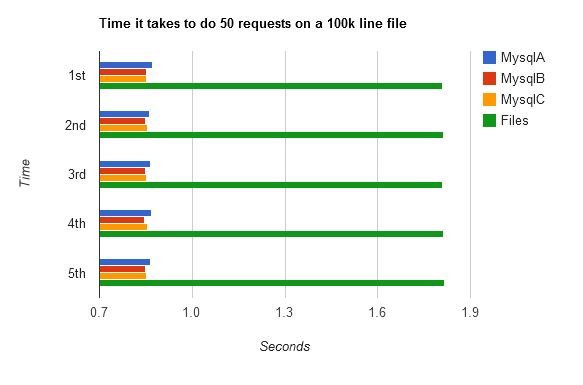 Time it takes to do 50 requests on a 100k line file
MysqlA
MysqlB
MysqlC
Files
Time
1st
2nd
3rd
4th
5th
0.7 1.0 1.3 1.6 1.9
Seconds